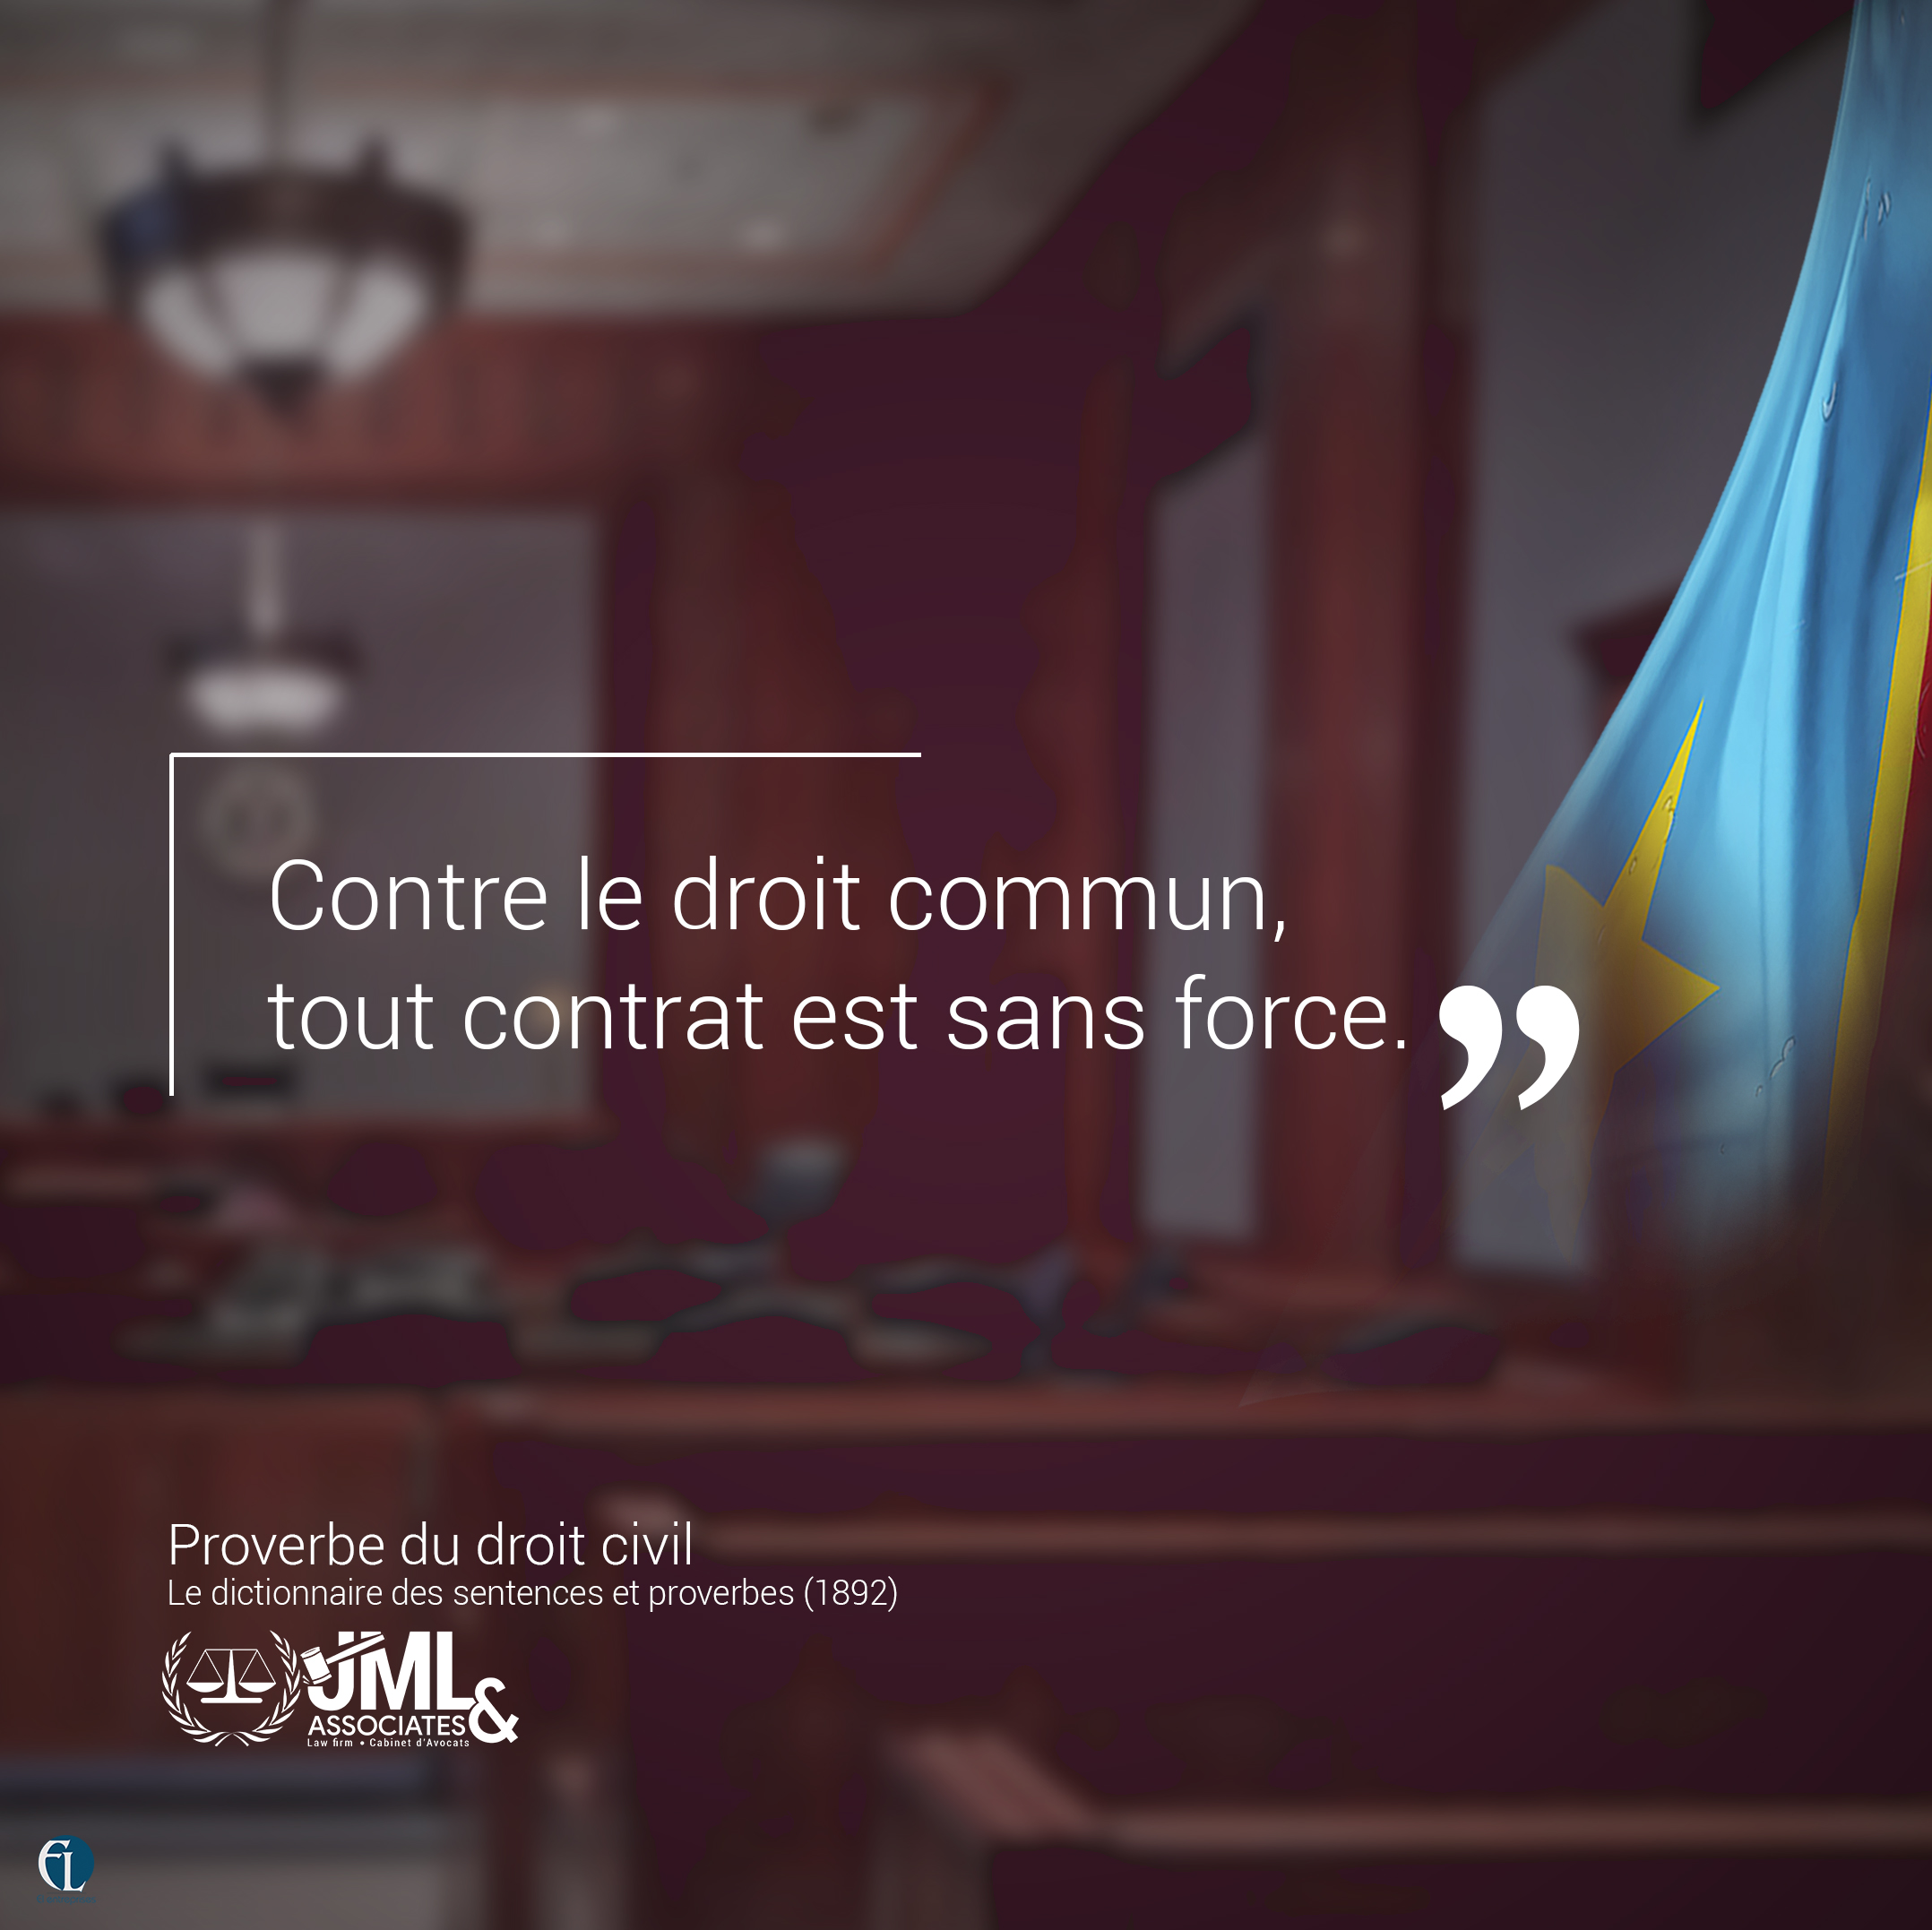 Contre le droit commun,
tout contrat est sans force.”
Proverbe du droit civil
Le dictionnaire des sentences et proverbes (1892)
JML &
ASSOCIATES
Law firm • Cabinet d'Avocats
EL